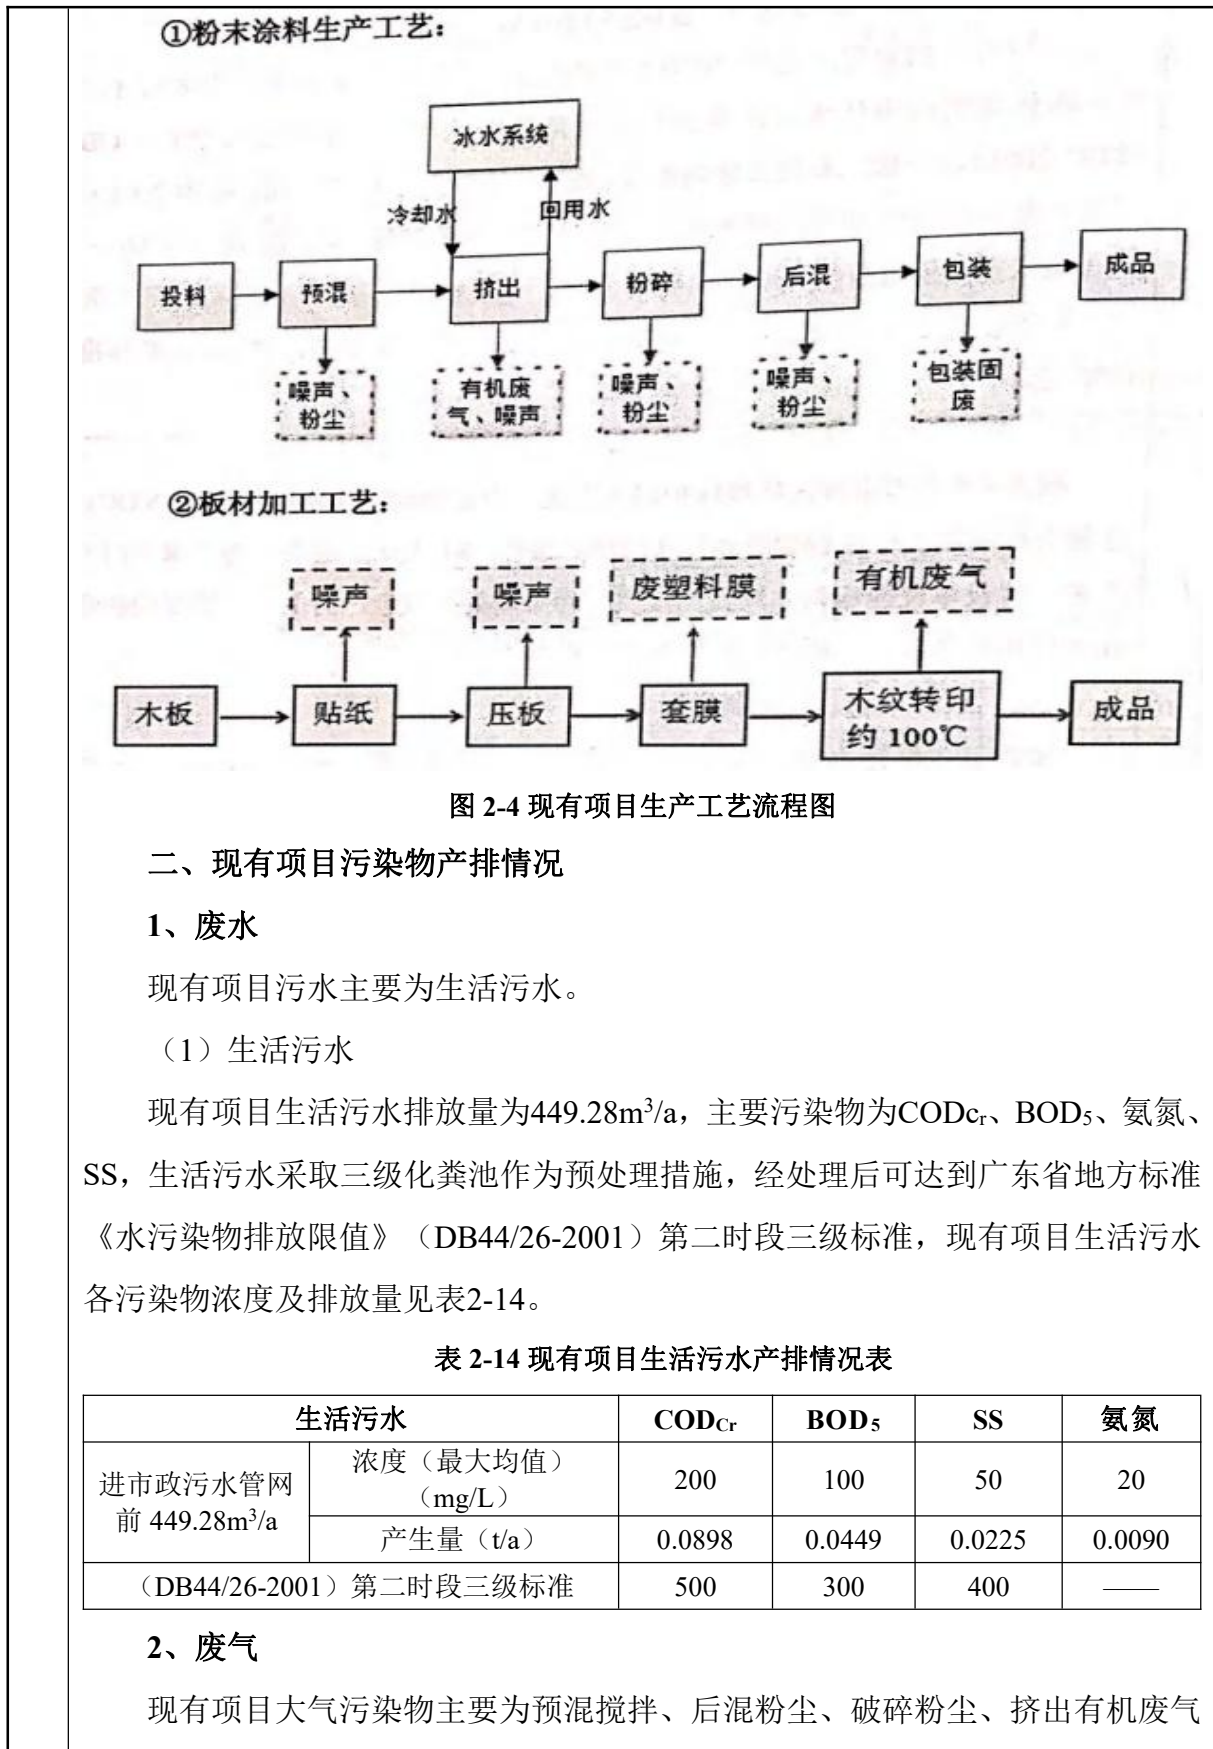 ①粉末涂料生产工艺：
冰水系统
冷却水
回用水
投料
预混
挤出
粉碎
后混
包装
成品
噪声、
粉尘
有机废
气、噪声
噪声、
粉尘
噪声、
粉尘
包装固
废
②板材加工工艺：
噪声
噪声
废塑料膜
有机废气
木板
贴纸
压板
套膜
木纹转印
约 100℃
成品
图 2-4 现有项目生产工艺流程图
二、现有项目污染物产排情况
1、废水
现有项目污水主要为生活污水。
（1）生活污水
现有项目生活污水排放量为449.28m³/a，主要污染物为CODcr、BOD₅、氨氮、
SS，生活污水采取三级化粪池作为预处理措施，经处理后可达到广东省地方标准
《水污染物排放限值》（DB44/26-2001）第二时段三级标准，现有项目生活污水
各污染物浓度及排放量见表2-14。
表 2-14 现有项目生活污水产排情况表
生活污水 CODCr BOD₅ SS 氨氮
进市政污水管网
前 449.28m³/a
浓度（最大均值）
（mg/L）
200 100 50 20
产生量（t/a） 0.0898 0.0449 0.0225 0.0090
（DB44/26-2001）第二时段三级标准 500 300 400 ——
2、废气
现有项目大气污染物主要为预混搅拌、后混粉尘、破碎粉尘、挤出有机废气